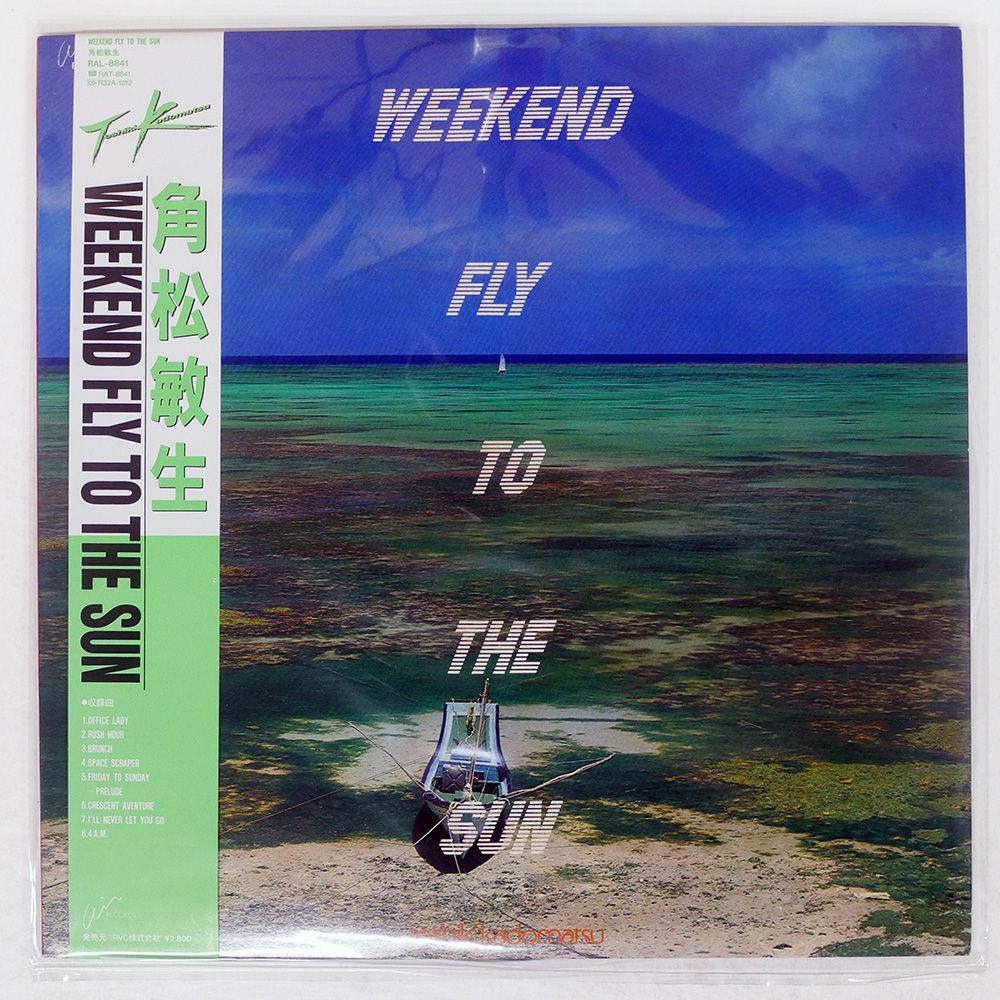 WEEKEND FLY TO THE SUN
角松敏生
RAL-8841
RAT-8841
R32A-1012
Toshiki Kadomatsu
角松敏生
WEEKEND FLY TO THE SUN
●収録曲
1.OFFICE LADY
2.RUSH HOUR
3.BRUNCH
4.SPACE SCRAPER
5.FRIDAY TO SUNDAY
—PRELUDE
6.CRESCENT AVENTURE
7.I'LL NEVER LET YOU GO
8.4 A.M.
Air
RECORDS
発売元:RVC株式会社 ¥2,800
WEEKEND
FLY
TO
THE
SUN
toshiki kadomatsu